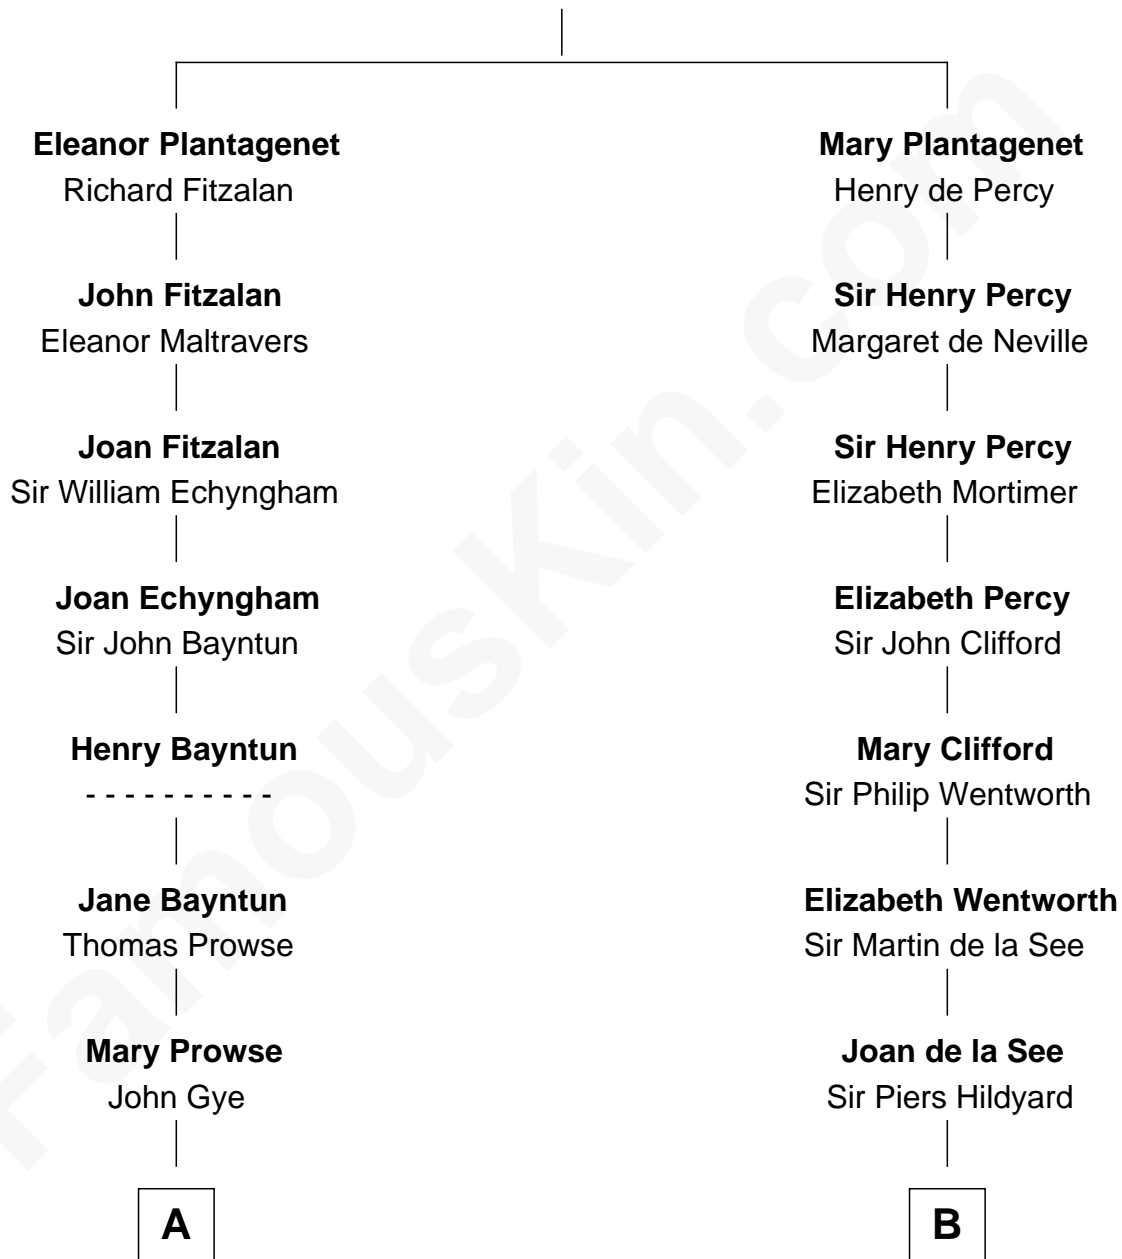 Eleanor Plantagenet
Richard Fitzalan
John Fitzalan
Eleanor Maltravers
Joan Fitzalan
Sir William Echyngham
Joan Echyngham
Sir John Bayntun
Henry Bayntun
- - - - - - - - - -
Jane Bayntun
Thomas Prowse
Mary Prowse
John Gye
A
Mary Plantagenet
Henry de Percy
Sir Henry Percy
Margaret de Neville
Sir Henry Percy
Elizabeth Mortimer
Elizabeth Percy
Sir John Clifford
Mary Clifford
Sir Philip Wentworth
Elizabeth Wentworth
Sir Martin de la See
Joan de la See
Sir Piers Hildyard
B
FamousKin.com